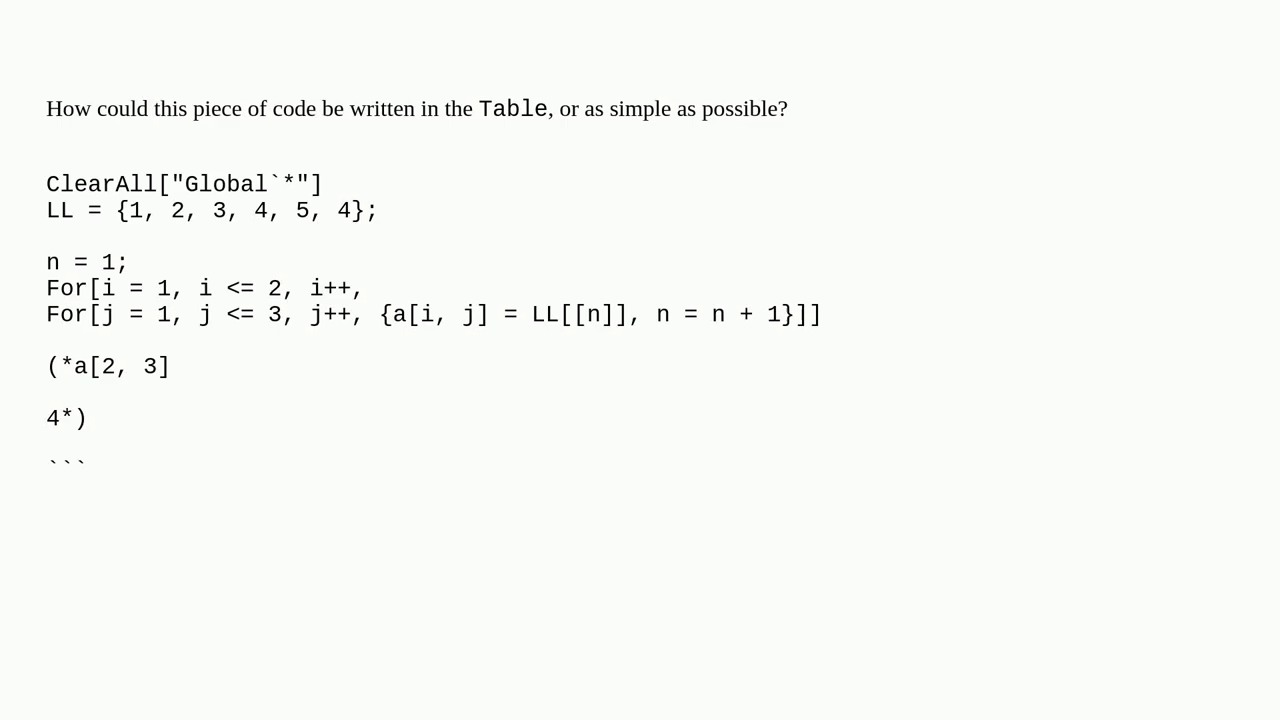 How could this piece of code be written in the Table, or as simple as possible?
ClearAll["Global`*"]
LL = {1, 2, 3, 4, 5, 4};
n = 1;
For[i = 1, i <= 2, i++,
For[j = 1, j <= 3, j++, {a[i, j] = LL[[n]], n = n + 1}]]
(*a[2, 3]
4*)
```